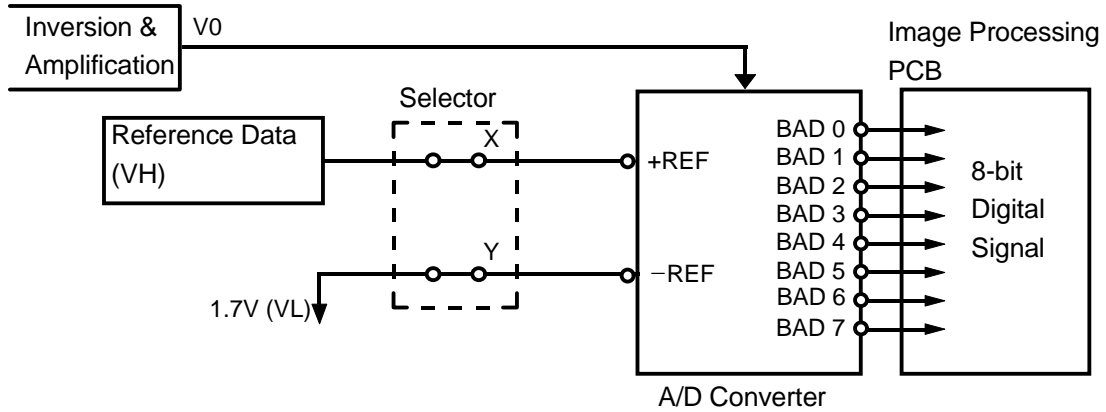 Inversion &
Amplification
V0
Image Processing
PCB
Selector
Reference Data
(VH)
X
Y
1.7V (VL)
+REF
−REF
BAD 0
BAD 1
BAD 2
BAD 3
BAD 4
BAD 5
BAD 6
BAD 7
8-bit
Digital
Signal
A/D Converter